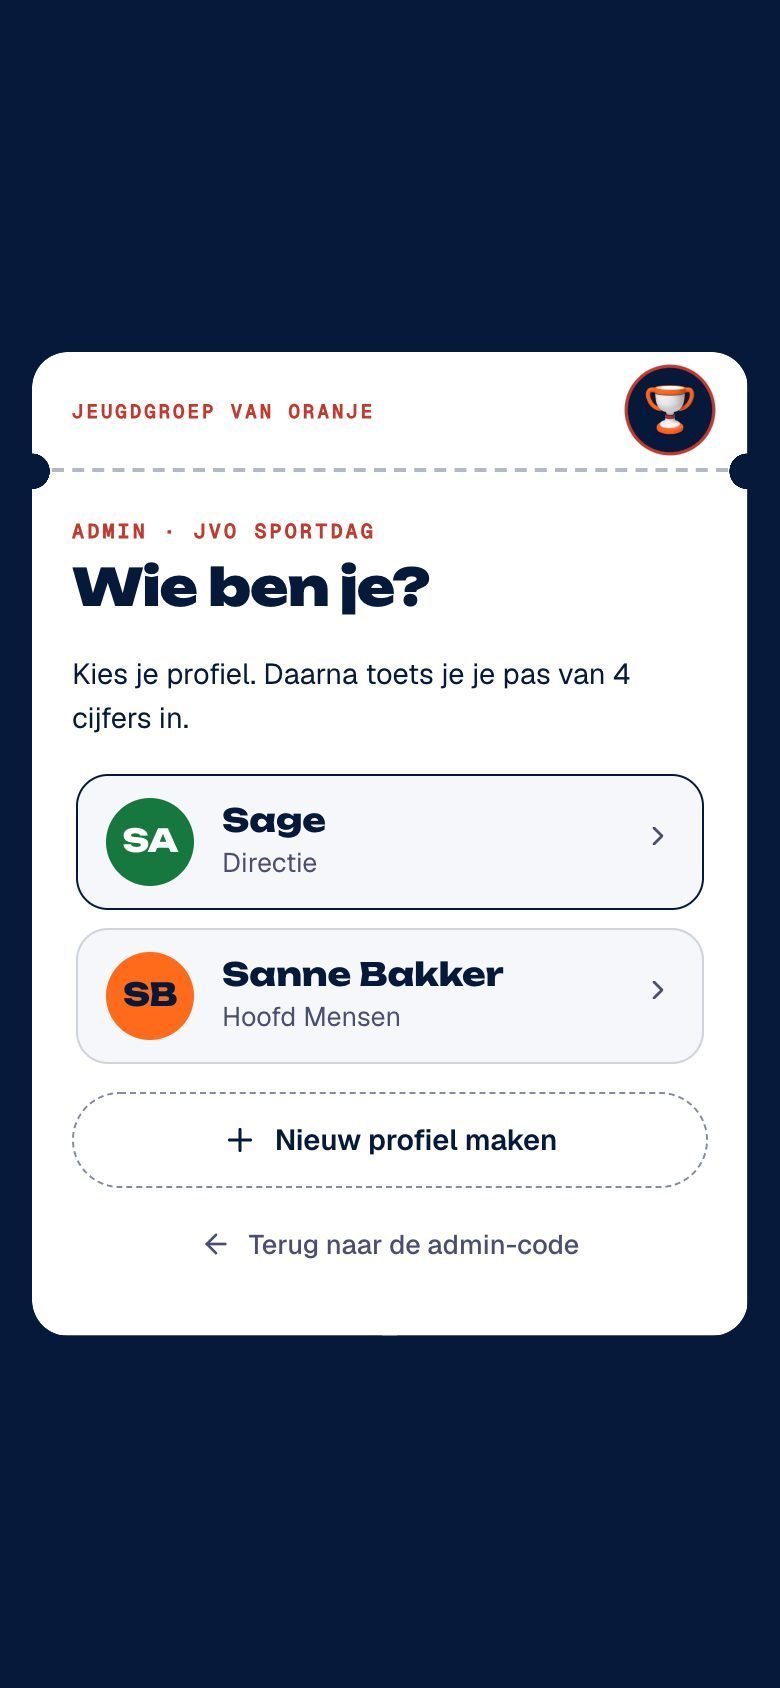 JEUGDGROEP VAN ORANJE
ADMIN · JVO SPORTDAG
Wie ben je?
Kies je profiel. Daarna toets je je pas van 4
cijfers in.
SA
Sage
Directie
SB
Sanne Bakker
Hoofd Mensen
+ Nieuw profiel maken
← Terug naar de admin-code